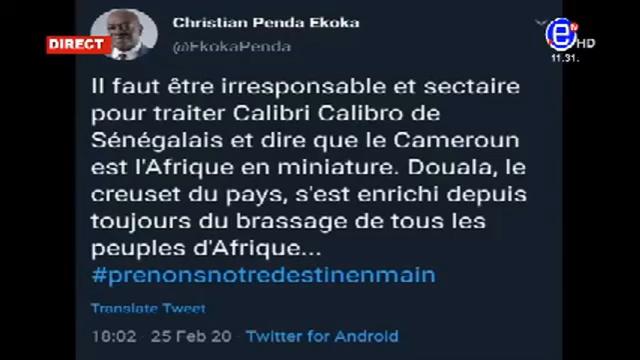 Christian Penda Ekoka
DIRECT
@EkokaPenda
HD
11.31.
Il faut être irresponsable et sectaire
pour traiter Calibri Calibro de
Sénégalais et dire que le Cameroun
est l'Afrique en miniature. Douala, le
creuset du pays, s'est enrichi depuis
toujours du brassage de tous les
peuples d'Afrique...
#prenonsnotredestinenmain
Translate Tweet
18:02 25 Feb 20 Twitter for Android